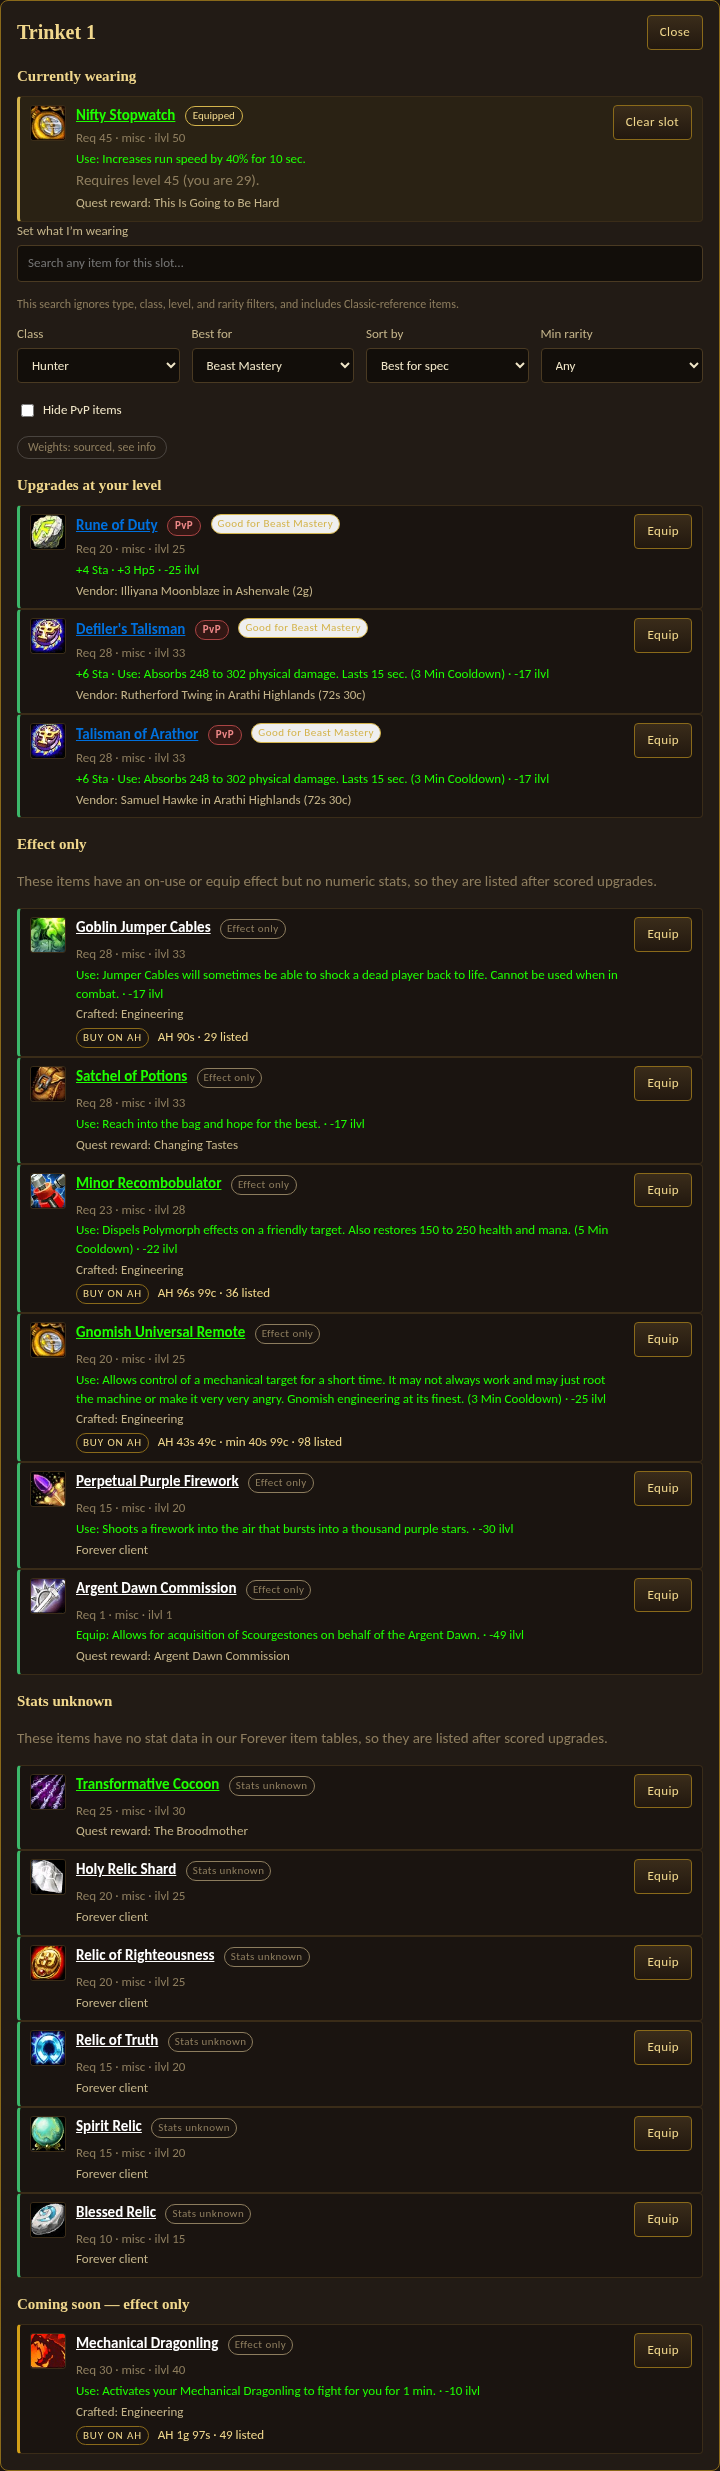 Trinket 1
Close
Currently wearing
Nifty Stopwatch Equipped
Clear slot
Req 45 · misc · ilvl 50
Use: Increases run speed by 40% for 10 sec.
Requires level 45 (you are 29).
Quest reward: This Is Going to Be Hard
Set what I'm wearing
Search any item for this slot...
This search ignores type, class, level, and rarity filters, and includes Classic-reference items.
Class Best for Sort by Min rarity
Hunter Beast Mastery Best for spec Any
Hide PvP items
Weights: sourced, see info
Upgrades at your level
Rune of Duty PvP Good for Beast Mastery
Equip
Req 20 · misc · ilvl 25
+4 Sta · +3 Hp5 · -25 ilvl
Vendor: Illiyana Moonblaze in Ashenvale (2g)
Defiler's Talisman PvP Good for Beast Mastery
Equip
Req 28 · misc · ilvl 33
+6 Sta · Use: Absorbs 248 to 302 physical damage. Lasts 15 sec. (3 Min Cooldown) · -17 ilvl
Vendor: Rutherford Twing in Arathi Highlands (72s 30c)
Talisman of Arathor PvP Good for Beast Mastery
Equip
Req 28 · misc · ilvl 33
+6 Sta · Use: Absorbs 248 to 302 physical damage. Lasts 15 sec. (3 Min Cooldown) · -17 ilvl
Vendor: Samuel Hawke in Arathi Highlands (72s 30c)
Effect only
These items have an on-use or equip effect but no numeric stats, so they are listed after scored upgrades.
Goblin Jumper Cables Effect only
Equip
Req 28 · misc · ilvl 33
Use: Jumper Cables will sometimes be able to shock a dead player back to life. Cannot be used when in
combat. · -17 ilvl
Crafted: Engineering
BUY ON AH AH 90s · 29 listed
Satchel of Potions Effect only
Equip
Req 28 · misc · ilvl 33
Use: Reach into the bag and hope for the best. · -17 ilvl
Quest reward: Changing Tastes
Minor Recombobulator Effect only
Equip
Req 23 · misc · ilvl 28
Use: Dispels Polymorph effects on a friendly target. Also restores 150 to 250 health and mana. (5 Min
Cooldown) · -22 ilvl
Crafted: Engineering
BUY ON AH AH 96s 99c · 36 listed
Gnomish Universal Remote Effect only
Equip
Req 20 · misc · ilvl 25
Use: Allows control of a mechanical target for a short time. It may not always work and may just root
the machine or make it very very angry. Gnomish engineering at its finest. (3 Min Cooldown) · -25 ilvl
Crafted: Engineering
BUY ON AH AH 43s 49c · min 40s 99c · 98 listed
Perpetual Purple Firework Effect only
Equip
Req 15 · misc · ilvl 20
Use: Shoots a firework into the air that bursts into a thousand purple stars. · -30 ilvl
Forever client
Argent Dawn Commission Effect only
Equip
Req 1 · misc · ilvl 1
Equip: Allows for acquisition of Scourgestones on behalf of the Argent Dawn. · -49 ilvl
Quest reward: Argent Dawn Commission
Stats unknown
These items have no stat data in our Forever item tables, so they are listed after scored upgrades.
Transformative Cocoon Stats unknown
Equip
Req 25 · misc · ilvl 30
Quest reward: The Broodmother
Holy Relic Shard Stats unknown
Equip
Req 20 · misc · ilvl 25
Forever client
Relic of Righteousness Stats unknown
Equip
Req 20 · misc · ilvl 25
Forever client
Relic of Truth Stats unknown
Equip
Req 15 · misc · ilvl 20
Forever client
Spirit Relic Stats unknown
Equip
Req 15 · misc · ilvl 20
Forever client
Blessed Relic Stats unknown
Equip
Req 10 · misc · ilvl 15
Forever client
Coming soon — effect only
Mechanical Dragonling Effect only
Equip
Req 30 · misc · ilvl 40
Use: Activates your Mechanical Dragonling to fight for you for 1 min. · -10 ilvl
Crafted: Engineering
BUY ON AH AH 1g 97s · 49 listed